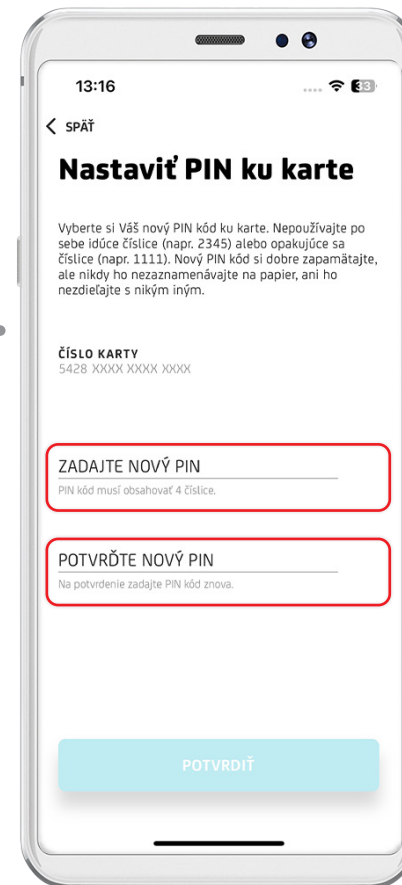 13:16
33
SPÄŤ
Nastaviť PIN ku karte
Vyberte si Váš nový PIN kód ku karte. Nepoužívajte po
sebe idúce číslice (napr. 2345) alebo opakujúce sa
číslice (napr. 1111). Nový PIN kód si dobre zapamätajte,
ale nikdy ho nezaznamenávajte na papier, ani ho
nezdieľajte s nikým iným.
ČÍSLO KARTY
5428 XXXX XXXX XXXX
ZADAJTE NOVÝ PIN
PIN kód musí obsahovať 4 číslice.
POTVRĎTE NOVÝ PIN
Na potvrdenie zadajte PIN kód znova.
POTVRDIŤ